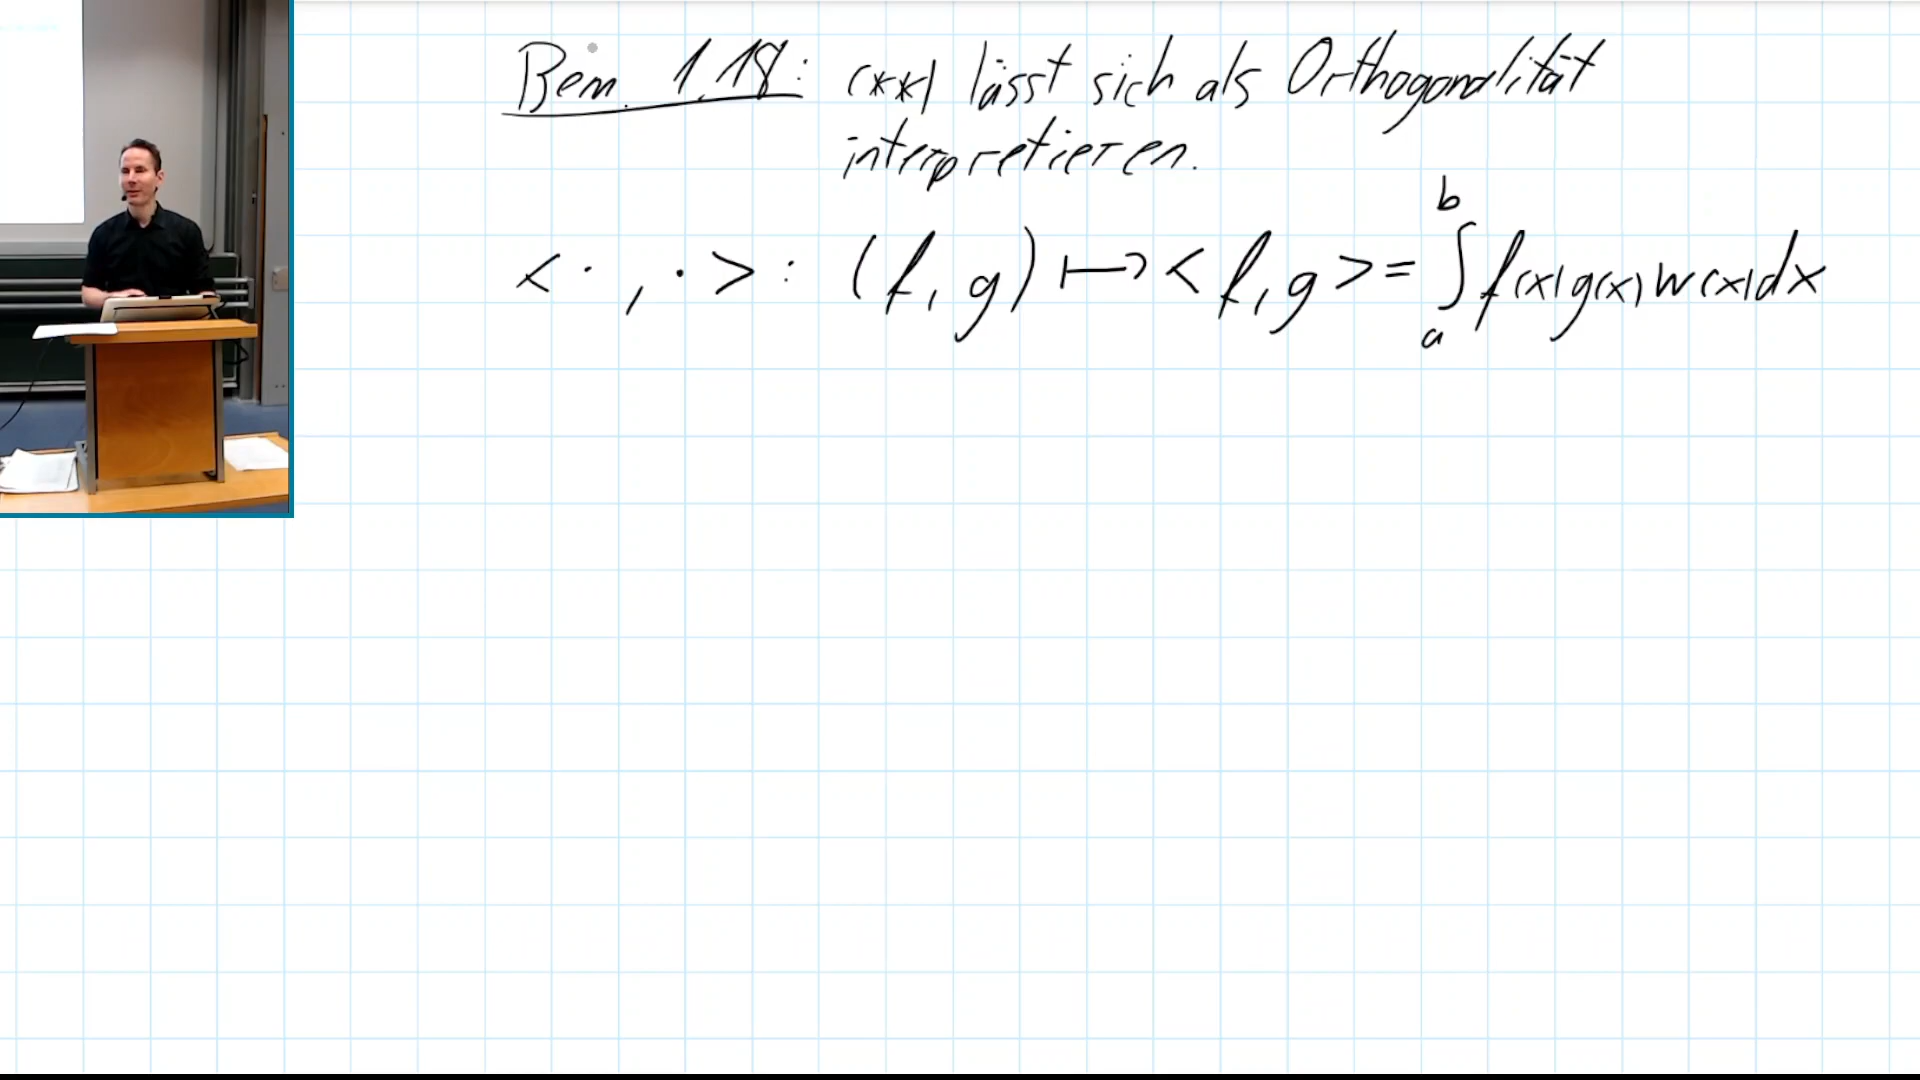 Bem. 1.18: (**) lässt sich als Orthogonalität
interpretieren.
< · , · > : (f, g) ↦ < f, g > = ∫_a^b f(x) g(x) w(x) dx